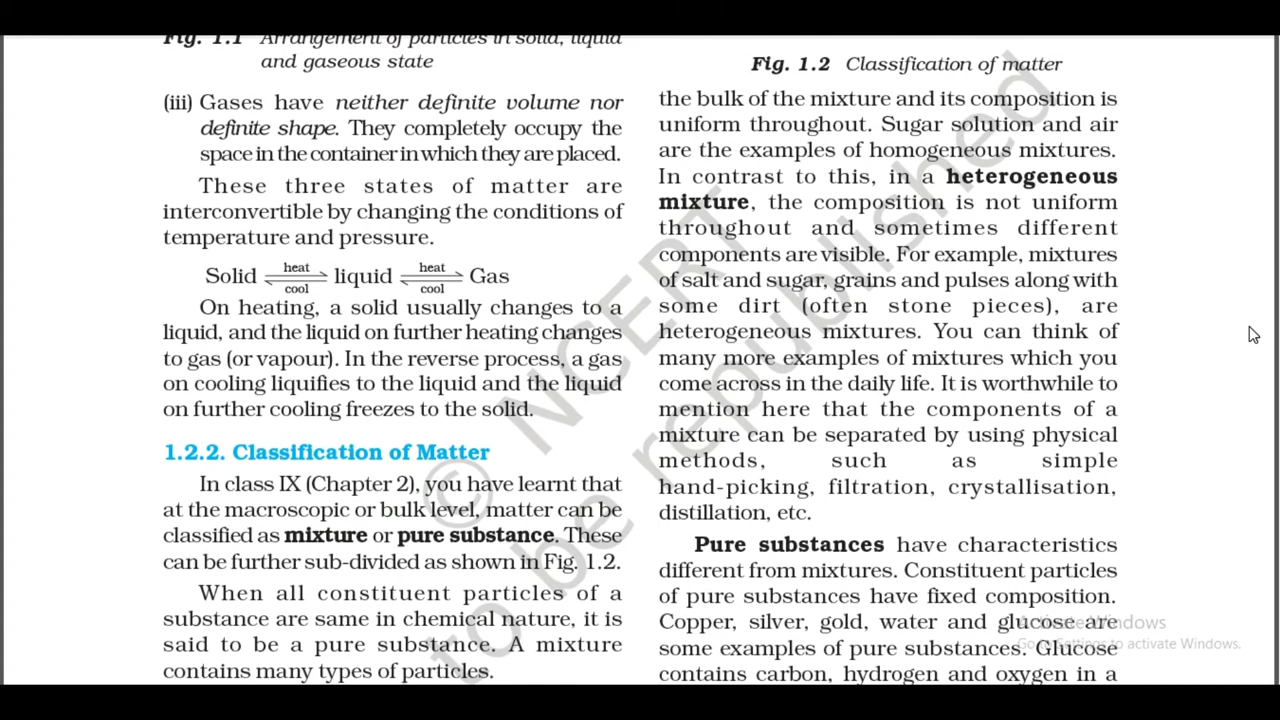 Fig. 1.1 Arrangement of particles in solid, liquid
and gaseous state
(iii) Gases have neither definite volume nor
definite shape. They completely occupy the
space in the container in which they are placed.
These three states of matter are
interconvertible by changing the conditions of
temperature and pressure.
Solid heat cool liquid heat cool Gas
On heating, a solid usually changes to a
liquid, and the liquid on further heating changes
to gas (or vapour). In the reverse process, a gas
on cooling liquifies to the liquid and the liquid
on further cooling freezes to the solid.
1.2.2. Classification of Matter
In class IX (Chapter 2), you have learnt that
at the macroscopic or bulk level, matter can be
classified as mixture or pure substance. These
can be further sub-divided as shown in Fig. 1.2.
When all constituent particles of a
substance are same in chemical nature, it is
said to be a pure substance. A mixture
contains many types of particles.
Fig. 1.2 Classification of matter
the bulk of the mixture and its composition is
uniform throughout. Sugar solution and air
are the examples of homogeneous mixtures.
In contrast to this, in a heterogeneous
mixture, the composition is not uniform
throughout and sometimes different
components are visible. For example, mixtures
of salt and sugar, grains and pulses along with
some dirt (often stone pieces), are
heterogeneous mixtures. You can think of
many more examples of mixtures which you
come across in the daily life. It is worthwhile to
mention here that the components of a
mixture can be separated by using physical
methods, such as simple
hand-picking, filtration, crystallisation,
distillation, etc.
Pure substances have characteristics
different from mixtures. Constituent particles
of pure substances have fixed composition.
Copper, silver, gold, water and glucose are
some examples of pure substances. Glucose
contains carbon, hydrogen and oxygen in a
© NCERT
to be republished
Activate Windows
Go to Settings to activate Windows.